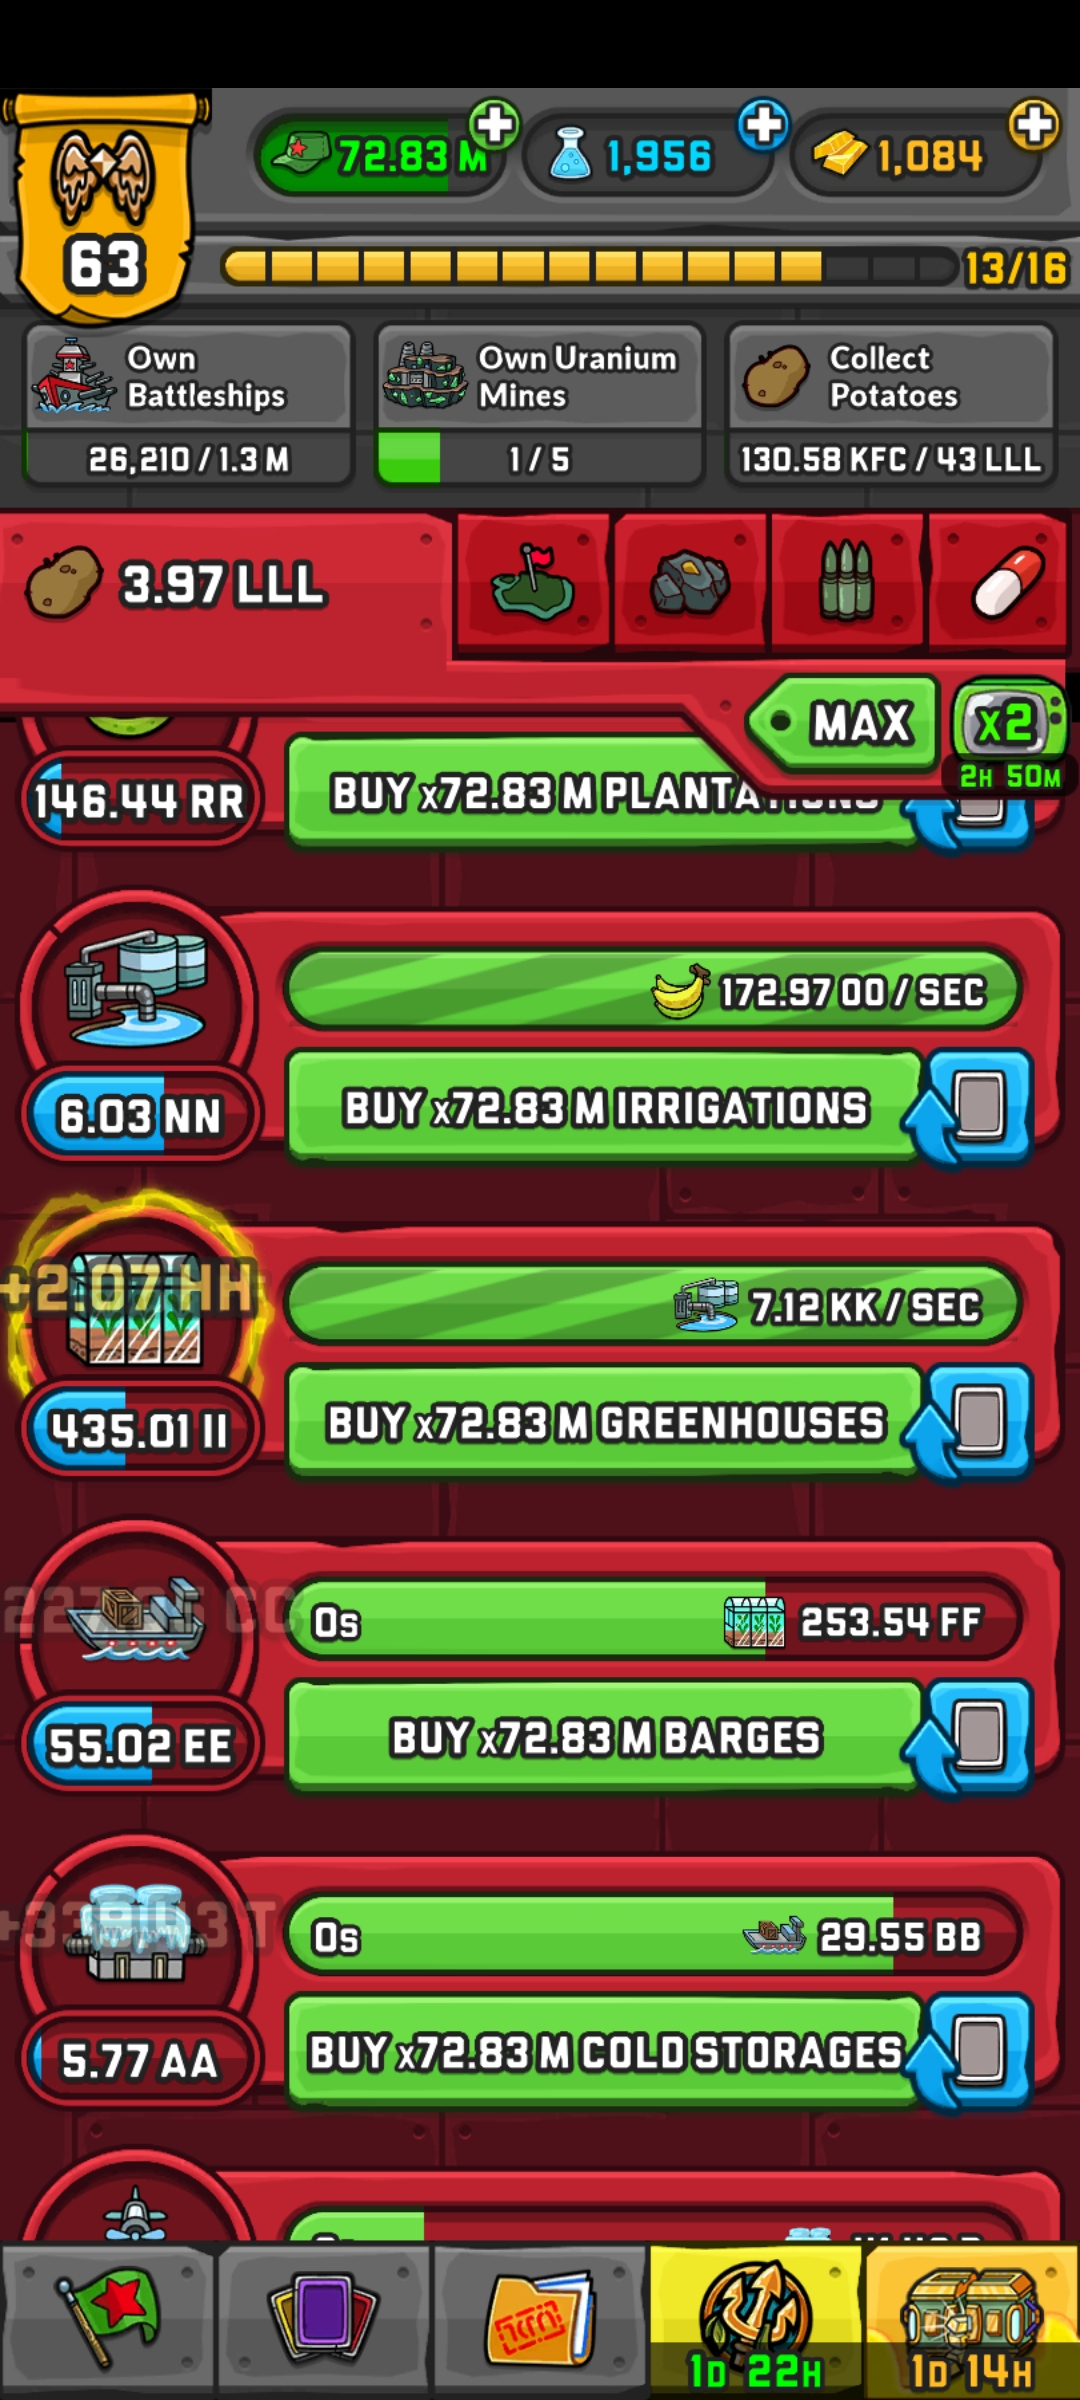 72.83 M
1,956
1,084
63
13/16
Own
Battleships
26,210 / 1.3 M
Own Uranium
Mines
1 / 5
Collect
Potatoes
130.58 KFC / 43 LLL
3.97 LLL
MAX
x2
2H 50M
146.44 RR
BUY x72.83 M PLANTATIONS
172.97 OO / SEC
6.03 NN
BUY x72.83 M IRRIGATIONS
+2.07 HH
7.12 KK / SEC
435.01 II
BUY x72.83 M GREENHOUSES
0s
253.54 FF
55.02 EE
BUY x72.83 M BARGES
0s
29.55 BB
5.77 AA
BUY x72.83 M COLD STORAGES
1D 22H
1D 14H